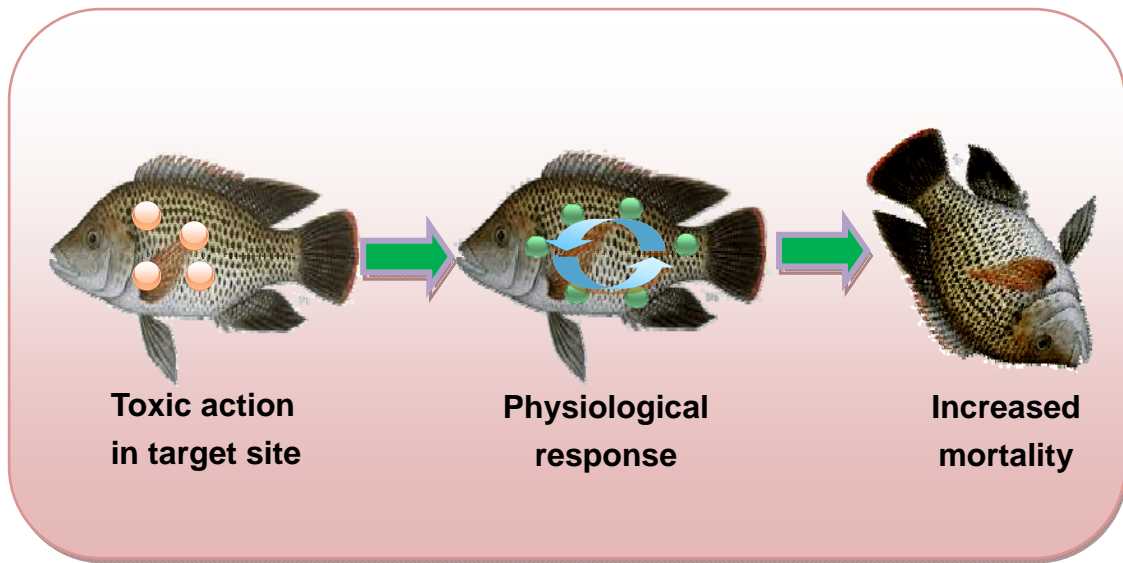 Toxic action
in target site
Physiological
response
Increased
mortality